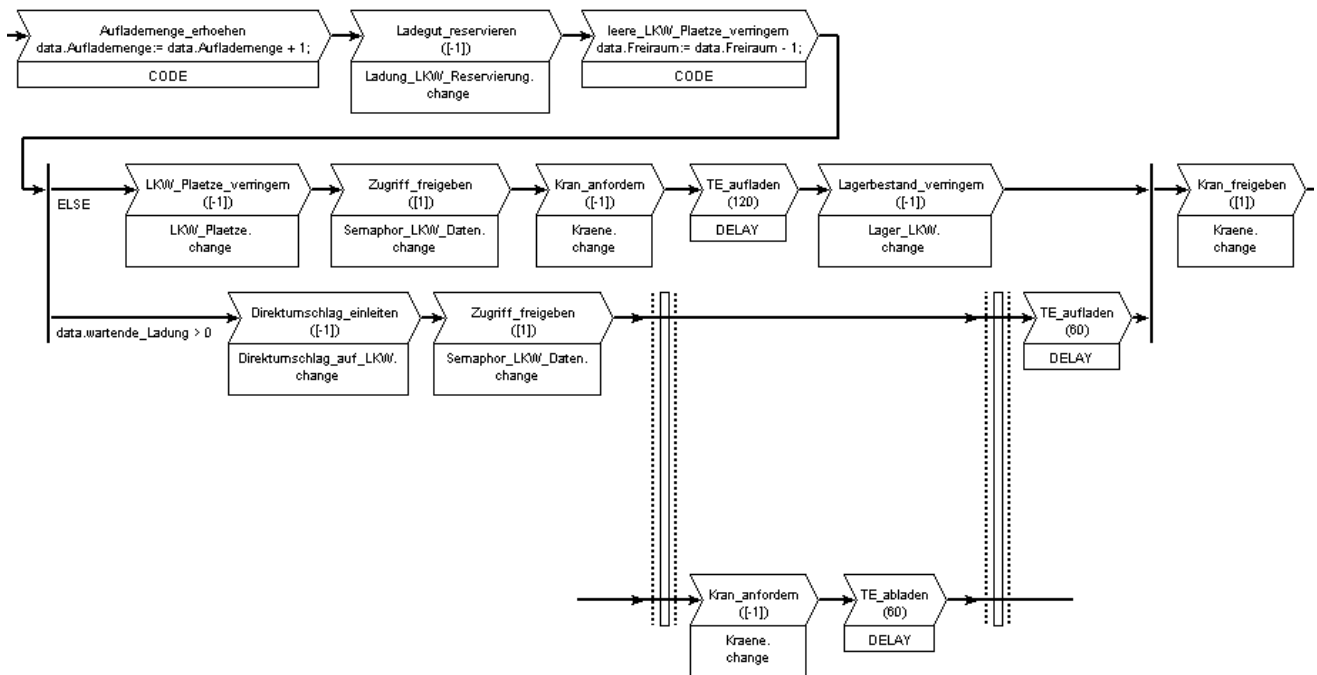 Auflademenge_erhoehen
data.Auflademenge:= data.Auflademenge + 1;
CODE
Ladegut_reservieren
([-1])
Ladung_LKW_Reservierung.
change
leere_LKW_Plaetze_verringern
data.Freiraum:= data.Freiraum - 1;
CODE
ELSE
LKW_Plaetze_verringern
([-1])
LKW_Plaetze.
change
Zugriff_freigeben
([1])
Semaphor_LKW_Daten.
change
Kran_anfordern
([-1])
Kraene.
change
TE_aufladen
(120)
DELAY
Lagerbestand_verringern
([-1])
Lager_LKW.
change
Kran_freigeben
([1])
Kraene.
change
data.wartende_Ladung > 0
Direktumschlag_einleiten
([-1])
Direktumschlag_auf_LKW.
change
Zugriff_freigeben
([1])
Semaphor_LKW_Daten.
change
TE_aufladen
(60)
DELAY
Kran_anfordern
([-1])
Kraene.
change
TE_abladen
(60)
DELAY